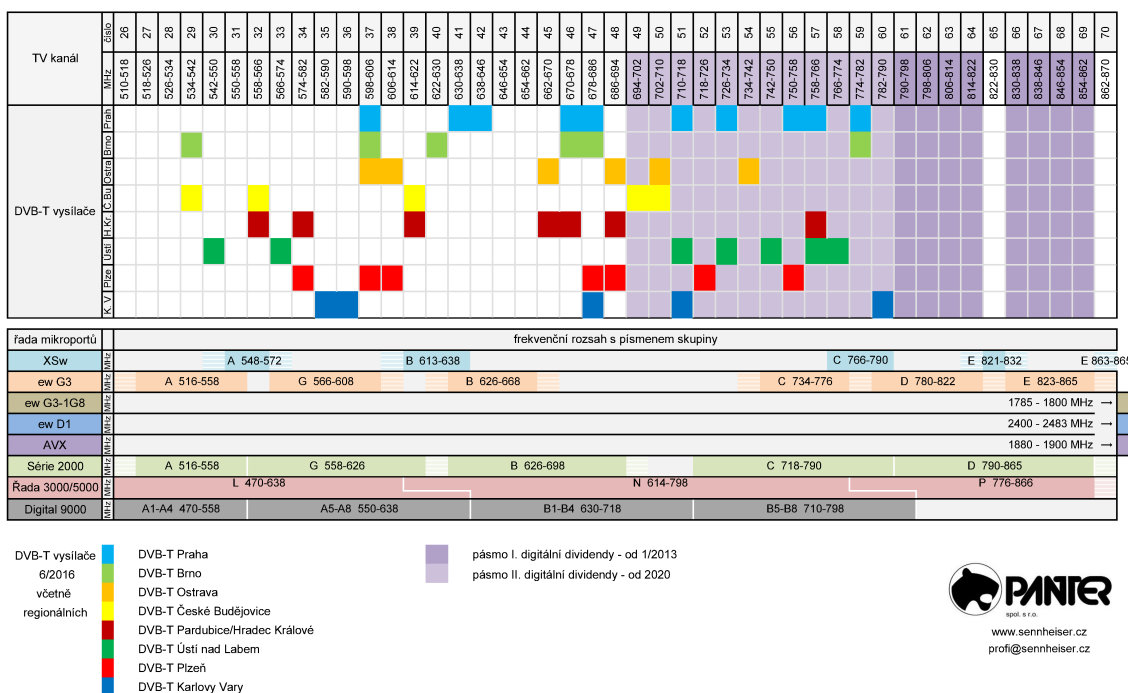 TV kanál
číslo 26 27 28 29 30 31 32 33 34 35 36 37 38 39 40 41 42 43 44 45 46 47 48 49 50 51 52 53 54 55 56 57 58 59 60 61 62 63 64 65 66 67 68 69 70
MHz 510-518 518-526 526-534 534-542 542-550 550-558 558-566 566-574 574-582 582-590 590-598 598-606 606-614 614-622 622-630 630-638 638-646 646-654 654-662 662-670 670-678 678-686 686-694 694-702 702-710 710-718 718-726 726-734 734-742 742-750 750-758 758-766 766-774 774-782 782-790 790-798 798-806 806-814 814-822 822-830 830-838 838-846 846-854 854-862 862-870
DVB-T vysílače
Prah
Brno
Ostra
Č.Bu
H.Kr.
Ústí
Plze
K. V
řada mikroportů MHz frekvenční rozsah s písmenem skupiny
XSw MHz A 548-572 B 613-638 C 766-790 E 821-832 E 863-865
ew G3 MHz A 516-558 G 566-608 B 626-668 C 734-776 D 780-822 E 823-865
ew G3-1G8 MHz 1785 - 1800 MHz →
ew D1 MHz 2400 - 2483 MHz →
AVX MHz 1880 - 1900 MHz →
Série 2000 MHz A 516-558 G 558-626 B 626-698 C 718-790 D 790-865
Řada 3000/5000 MHz L 470-638 N 614-798 P 776-866
Digital 9000 MHz A1-A4 470-558 A5-A8 550-638 B1-B4 630-718 B5-B8 710-798
DVB-T vysílače
6/2016
včetně
regionálních
DVB-T Praha
DVB-T Brno
DVB-T Ostrava
DVB-T České Budějovice
DVB-T Pardubice/Hradec Králové
DVB-T Ústí nad Labem
DVB-T Plzeň
DVB-T Karlovy Vary
pásmo I. digitální dividendy - od 1/2013
pásmo II. digitální dividendy - od 2020
PANTER
spol. s r.o.
www.sennheiser.cz
profi@sennheiser.cz